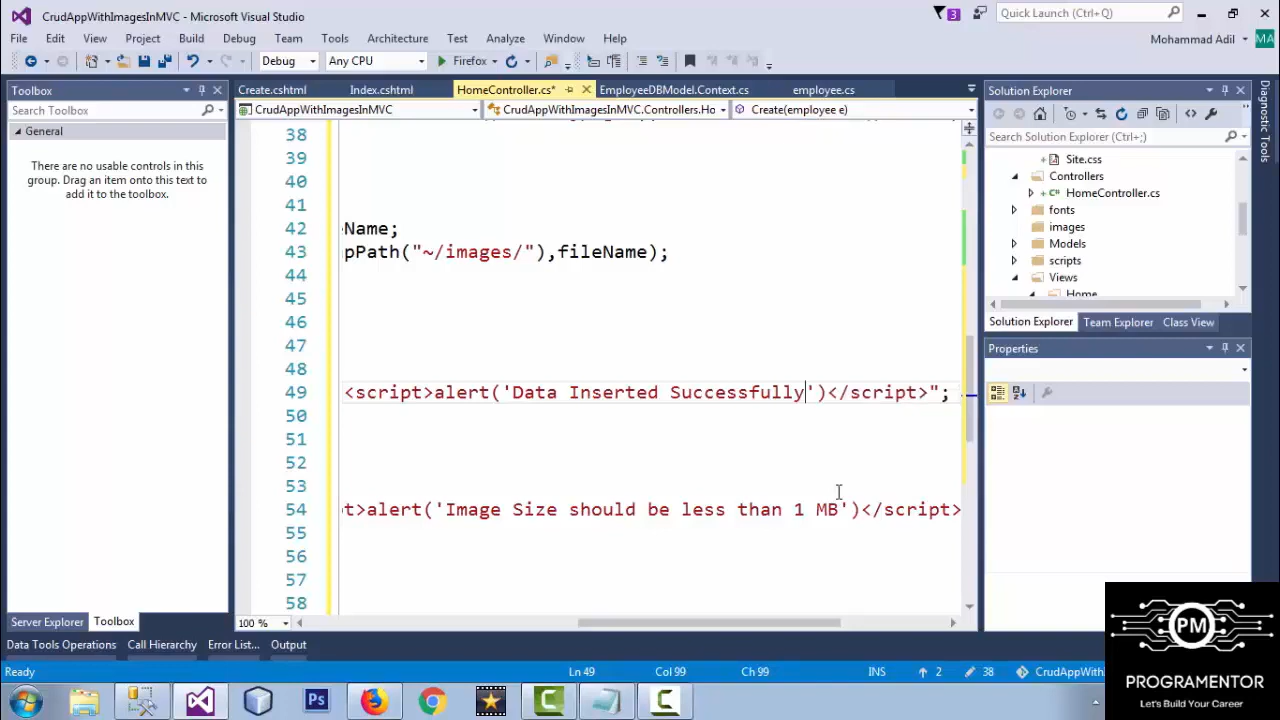 CrudAppWithImagesInMVC - Microsoft Visual Studio
3
Quick Launch (Ctrl+Q)
File Edit View Project Build Debug Team Tools Architecture Test Analyze Window Help
Mohammad Adil MA
Debug Any CPU Firefox
Toolbox
Create.cshtml Index.cshtml HomeController.cs* EmployeeDBModel.Context.cs employee.cs
Solution Explorer
Diagnostic Tools
Search Toolbox
CrudAppWithImagesInMVC CrudAppWithImagesInMVC.Controllers.Ho Create(employee e)
General
There are no usable controls in this
group. Drag an item onto this text to
add it to the toolbox.
Search Solution Explorer (Ctrl+;)
Site.css
Controllers
C# HomeController.cs
fonts
images
Models
scripts
Views
Home
38
39
40
41
42 Name;
43 pPath("~/images/"),fileName);
44
45
46
47
48
49 <script>alert('Data Inserted Successfully')</script>";
50
51
52
53
54 t>alert('Image Size should be less than 1 MB')</script>
55
56
57
58
Solution Explorer Team Explorer Class View
Properties
100 %
Server Explorer Toolbox
Data Tools Operations Call Hierarchy Error List... Output
Ready Ln 49 Col 99 Ch 99 INS 2 38 CrudAppWithI
Ps
PM
PROGRAMENTOR
Let's Build Your Career